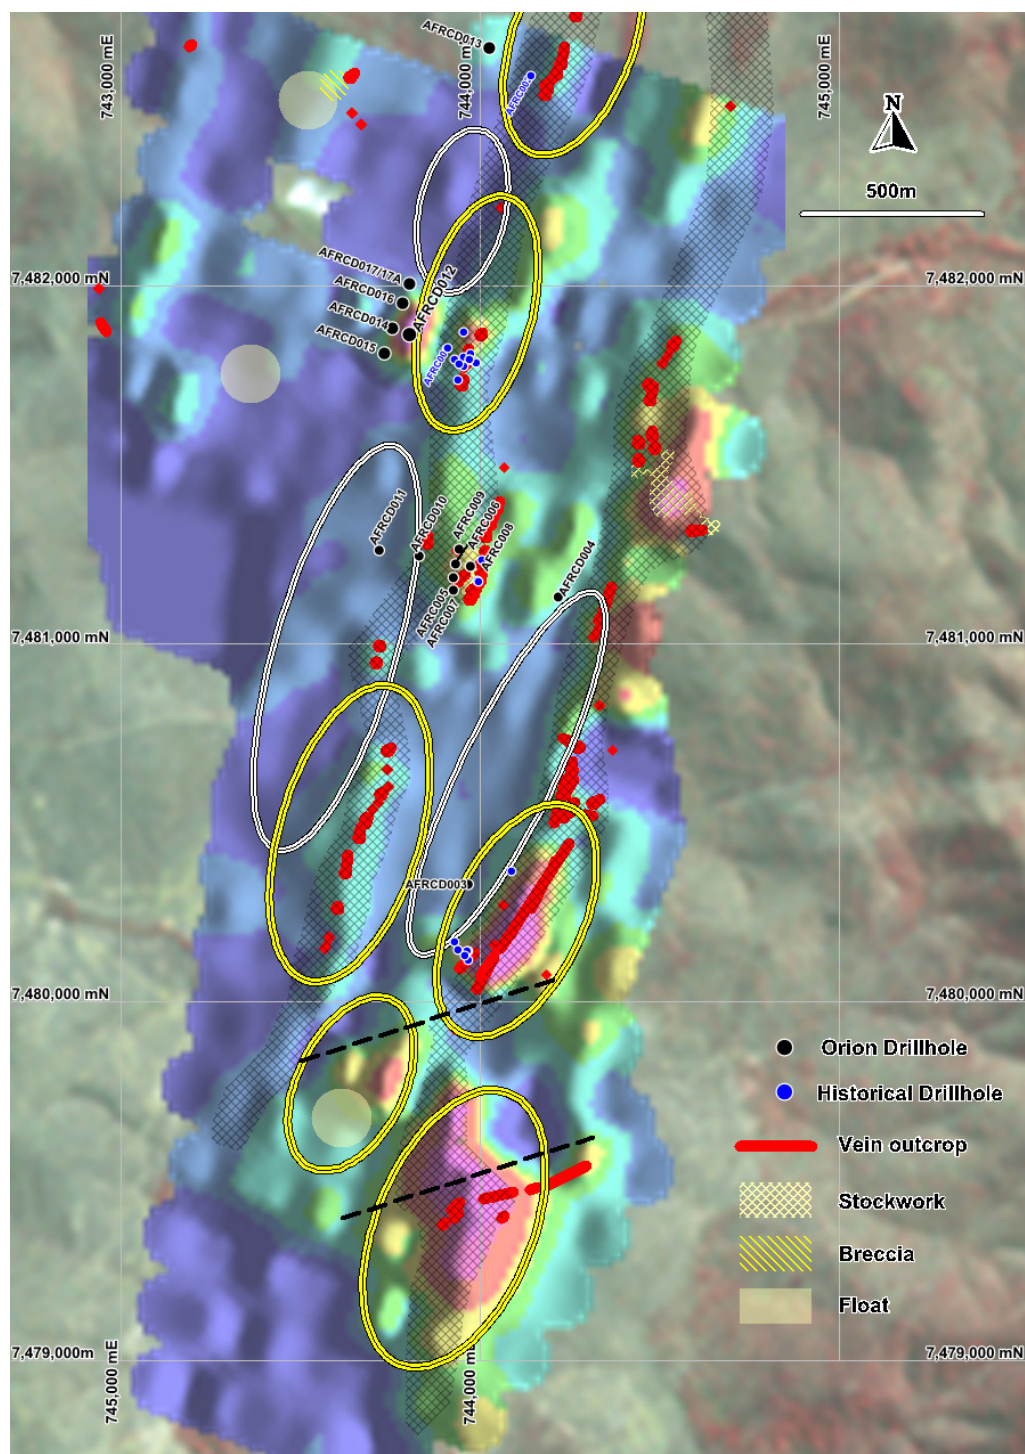 743,000 mE
744,000 mE
745,000 mE
AFRCD013
AFRC002
N
500m
AFRCD017/17A
7,482,000 mN
7,482,000 mN
AFRCD016
AFRCD012
AFRCD014
AFRCD015
AFRC00
AFRCD011
AFRCD010
AFRC009
AFRC006
AFRC008
AFRCD004
AFRC005
AFRC007
7,481,000 mN
7,481,000 mN
AFRCD003
7,480,000 mN
7,480,000 mN
Orion Drillhole
Historical Drillhole
Vein outcrop
Stockwork
Breccia
Float
7,479,000m
7,479,000 mN
745,000 mE
744,000 mE